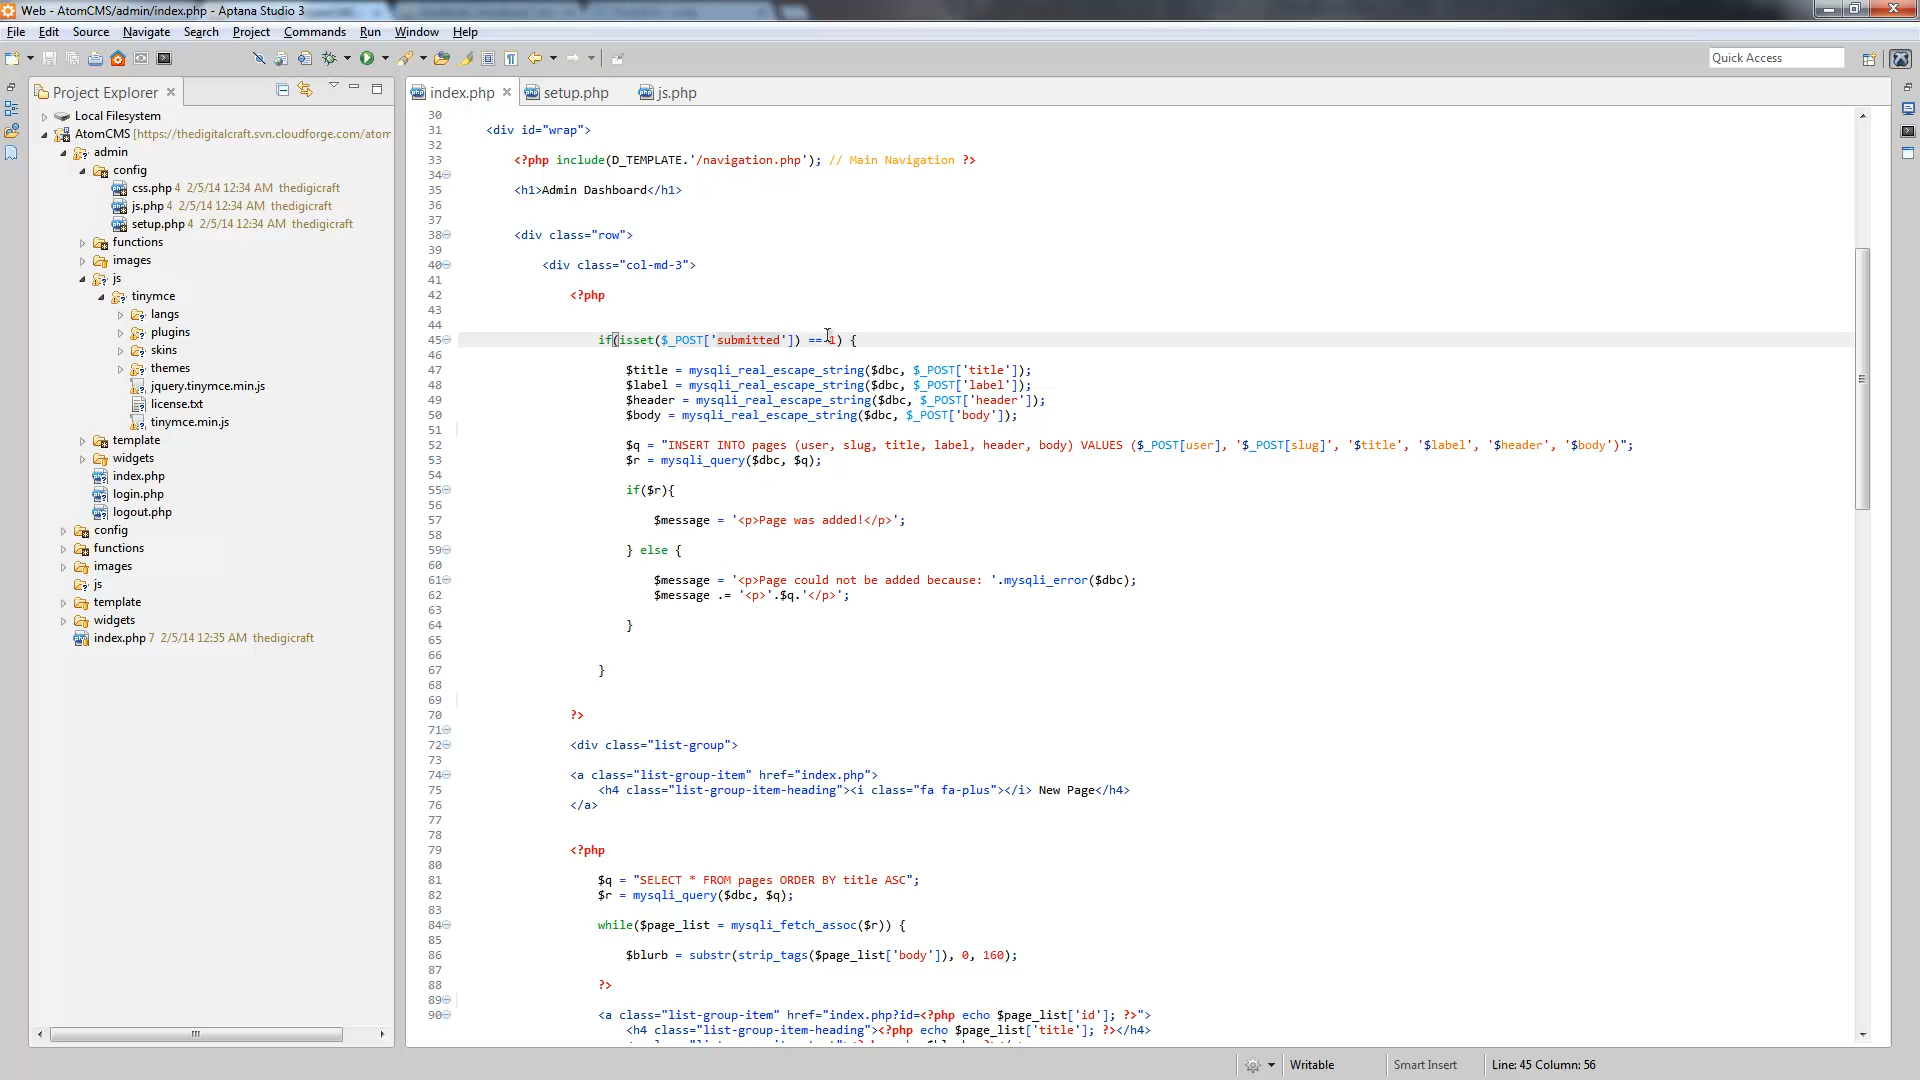 Web - AtomCMS/admin/index.php - Aptana Studio 3
File Edit Source Navigate Search Project Commands Run Window Help
Quick Access
Project Explorer
index.php
setup.php
js.php
Local Filesystem
AtomCMS [https://thedigitalcraft.svn.cloudforge.com/atom
admin
config
css.php 4 2/5/14 12:34 AM thedigicraft
js.php 4 2/5/14 12:34 AM thedigicraft
setup.php 4 2/5/14 12:34 AM thedigicraft
functions
images
js
tinymce
langs
plugins
skins
themes
jquery.tinymce.min.js
license.txt
tinymce.min.js
template
widgets
index.php
login.php
logout.php
config
functions
images
js
template
widgets
index.php 7 2/5/14 12:35 AM thedigicraft
30
31 <div id="wrap">
32
33 <?php include(D_TEMPLATE.'/navigation.php'); // Main Navigation ?>
34
35 <h1>Admin Dashboard</h1>
36
37
38 <div class="row">
39
40 <div class="col-md-3">
41
42 <?php
43
44
45 if(isset($_POST['submitted']) == 1) {
46
47 $title = mysqli_real_escape_string($dbc, $_POST['title']);
48 $label = mysqli_real_escape_string($dbc, $_POST['label']);
49 $header = mysqli_real_escape_string($dbc, $_POST['header']);
50 $body = mysqli_real_escape_string($dbc, $_POST['body']);
51
52 $q = "INSERT INTO pages (user, slug, title, label, header, body) VALUES ($_POST[user], '$_POST[slug]', '$title', '$label', '$header', '$body')";
53 $r = mysqli_query($dbc, $q);
54
55 if($r){
56
57 $message = '<p>Page was added!</p>';
58
59 } else {
60
61 $message = '<p>Page could not be added because: '.mysqli_error($dbc);
62 $message .= '<p>'.$q.'</p>';
63
64 }
65
66
67 }
68
69
70 ?>
71
72 <div class="list-group">
73
74 <a class="list-group-item" href="index.php">
75 <h4 class="list-group-item-heading"><i class="fa fa-plus"></i> New Page</h4>
76 </a>
77
78
79 <?php
80
81 $q = "SELECT * FROM pages ORDER BY title ASC";
82 $r = mysqli_query($dbc, $q);
83
84 while($page_list = mysqli_fetch_assoc($r)) {
85
86 $blurb = substr(strip_tags($page_list['body']), 0, 160);
87
88 ?>
89
90 <a class="list-group-item" href="index.php?id=<?php echo $page_list['id']; ?>">
<h4 class="list-group-item-heading"><?php echo $page_list['title']; ?></h4>
Writable
Smart Insert
Line: 45 Column: 56